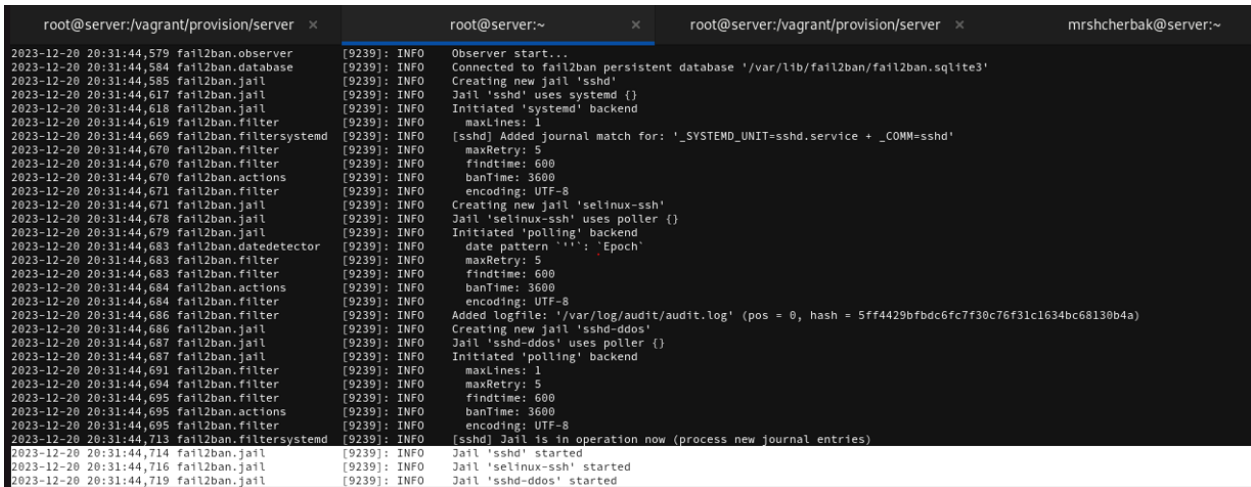 root@server:/vagrant/provision/server × root@server:~ × root@server:/vagrant/provision/server × mrshcherbak@server:~
2023-12-20 20:31:44,579 fail2ban.observer [9239]: INFO Observer start...
2023-12-20 20:31:44,584 fail2ban.database [9239]: INFO Connected to fail2ban persistent database '/var/lib/fail2ban/fail2ban.sqlite3'
2023-12-20 20:31:44,585 fail2ban.jail [9239]: INFO Creating new jail 'sshd'
2023-12-20 20:31:44,617 fail2ban.jail [9239]: INFO Jail 'sshd' uses systemd {}
2023-12-20 20:31:44,618 fail2ban.jail [9239]: INFO Initiated 'systemd' backend
2023-12-20 20:31:44,619 fail2ban.filter [9239]: INFO maxLines: 1
2023-12-20 20:31:44,669 fail2ban.filtersystemd [9239]: INFO [sshd] Added journal match for: '_SYSTEMD_UNIT=sshd.service + _COMM=sshd'
2023-12-20 20:31:44,670 fail2ban.filter [9239]: INFO maxRetry: 5
2023-12-20 20:31:44,670 fail2ban.filter [9239]: INFO findtime: 600
2023-12-20 20:31:44,670 fail2ban.actions [9239]: INFO banTime: 3600
2023-12-20 20:31:44,671 fail2ban.filter [9239]: INFO encoding: UTF-8
2023-12-20 20:31:44,671 fail2ban.jail [9239]: INFO Creating new jail 'selinux-ssh'
2023-12-20 20:31:44,678 fail2ban.jail [9239]: INFO Jail 'selinux-ssh' uses poller {}
2023-12-20 20:31:44,679 fail2ban.jail [9239]: INFO Initiated 'polling' backend
2023-12-20 20:31:44,683 fail2ban.datedetector [9239]: INFO date pattern `''`: `Epoch`
2023-12-20 20:31:44,683 fail2ban.filter [9239]: INFO maxRetry: 5
2023-12-20 20:31:44,683 fail2ban.filter [9239]: INFO findtime: 600
2023-12-20 20:31:44,684 fail2ban.actions [9239]: INFO banTime: 3600
2023-12-20 20:31:44,684 fail2ban.filter [9239]: INFO encoding: UTF-8
2023-12-20 20:31:44,686 fail2ban.filter [9239]: INFO Added logfile: '/var/log/audit/audit.log' (pos = 0, hash = 5ff4429bfbdc6fc7f30c76f31c1634bc68130b4a)
2023-12-20 20:31:44,686 fail2ban.jail [9239]: INFO Creating new jail 'sshd-ddos'
2023-12-20 20:31:44,687 fail2ban.jail [9239]: INFO Jail 'sshd-ddos' uses poller {}
2023-12-20 20:31:44,687 fail2ban.jail [9239]: INFO Initiated 'polling' backend
2023-12-20 20:31:44,691 fail2ban.filter [9239]: INFO maxLines: 1
2023-12-20 20:31:44,694 fail2ban.filter [9239]: INFO maxRetry: 5
2023-12-20 20:31:44,695 fail2ban.filter [9239]: INFO findtime: 600
2023-12-20 20:31:44,695 fail2ban.actions [9239]: INFO banTime: 3600
2023-12-20 20:31:44,695 fail2ban.filter [9239]: INFO encoding: UTF-8
2023-12-20 20:31:44,713 fail2ban.filtersystemd [9239]: INFO [sshd] Jail is in operation now (process new journal entries)
2023-12-20 20:31:44,714 fail2ban.jail [9239]: INFO Jail 'sshd' started
2023-12-20 20:31:44,716 fail2ban.jail [9239]: INFO Jail 'selinux-ssh' started
2023-12-20 20:31:44,719 fail2ban.jail [9239]: INFO Jail 'sshd-ddos' started